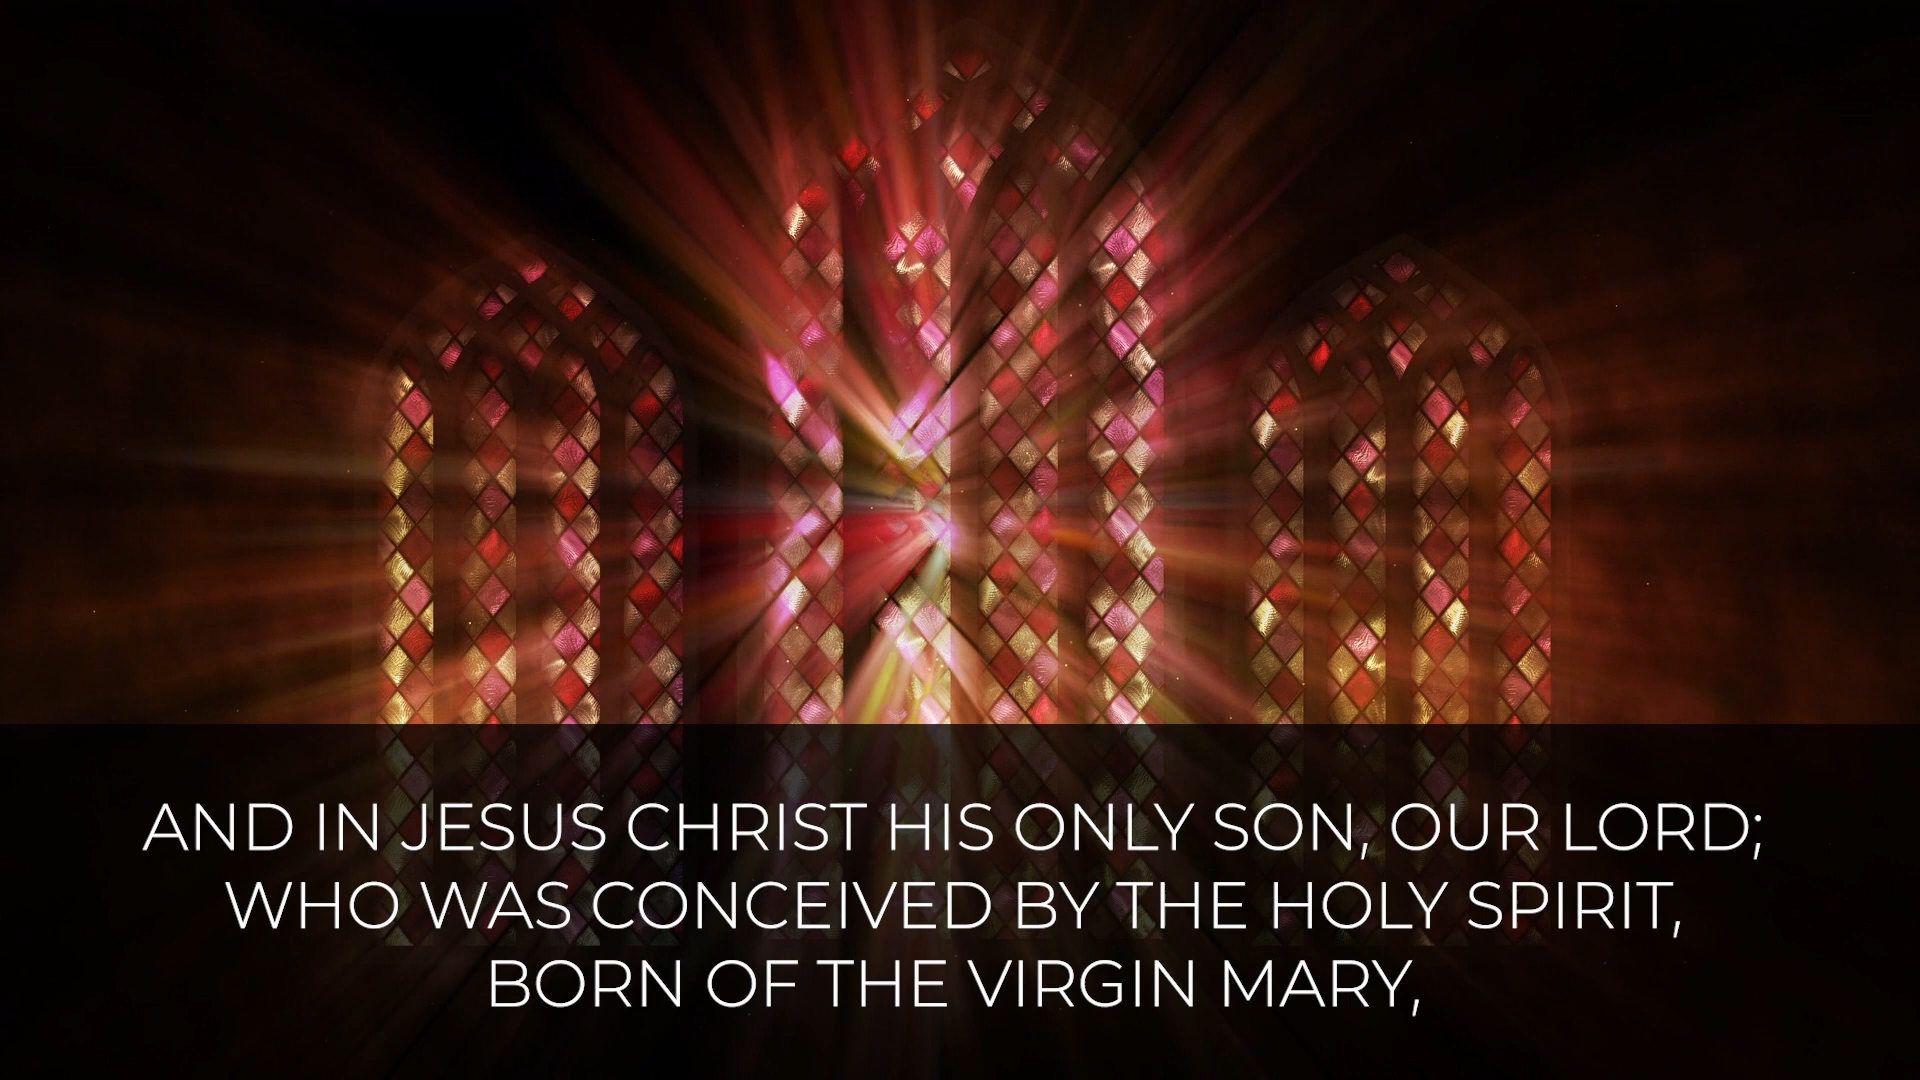 AND IN JESUS CHRIST HIS ONLY SON, OUR LORD;
WHO WAS CONCEIVED BY THE HOLY SPIRIT,
BORN OF THE VIRGIN MARY,